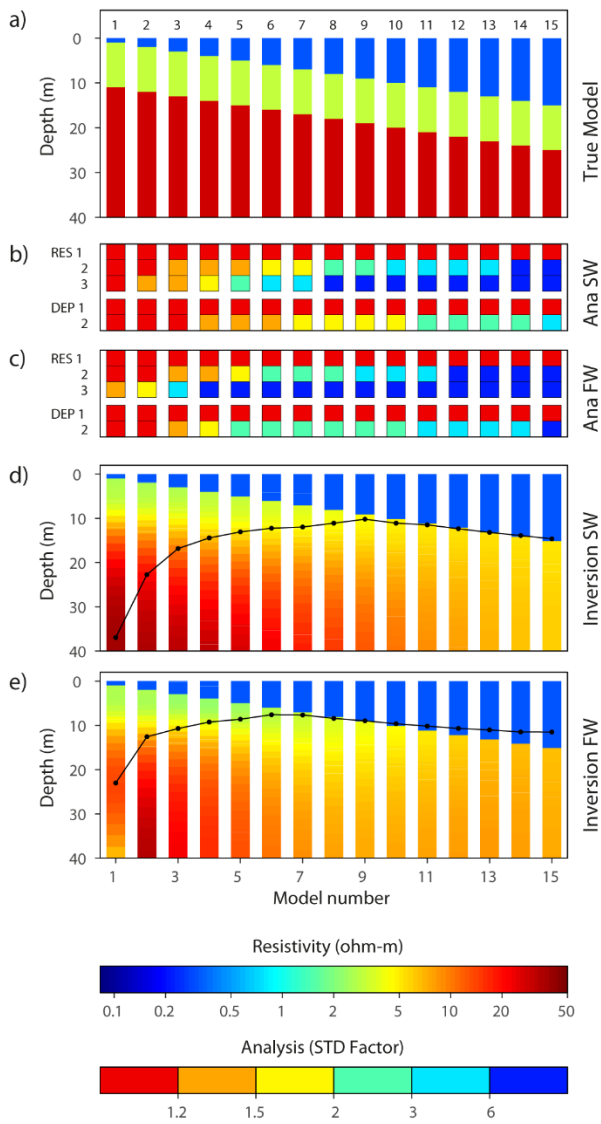 a)
1 2 3 4 5 6 7 8 9 10 11 12 13 14 15
0
10
20
30
40
Depth (m)
True Model
b)
RES 1
2
3
DEP 1
2
Ana SW
c)
RES 1
2
3
DEP 1
2
Ana FW
d)
0
10
20
30
40
Depth (m)
Inversion SW
e)
0
10
20
30
40
Depth (m)
Inversion FW
1 3 5 7 9 11 13 15
Model number
Resistivity (ohm-m)
0.1 0.2 0.5 1 2 5 10 20 50
Analysis (STD Factor)
1.2 1.5 2 3 6